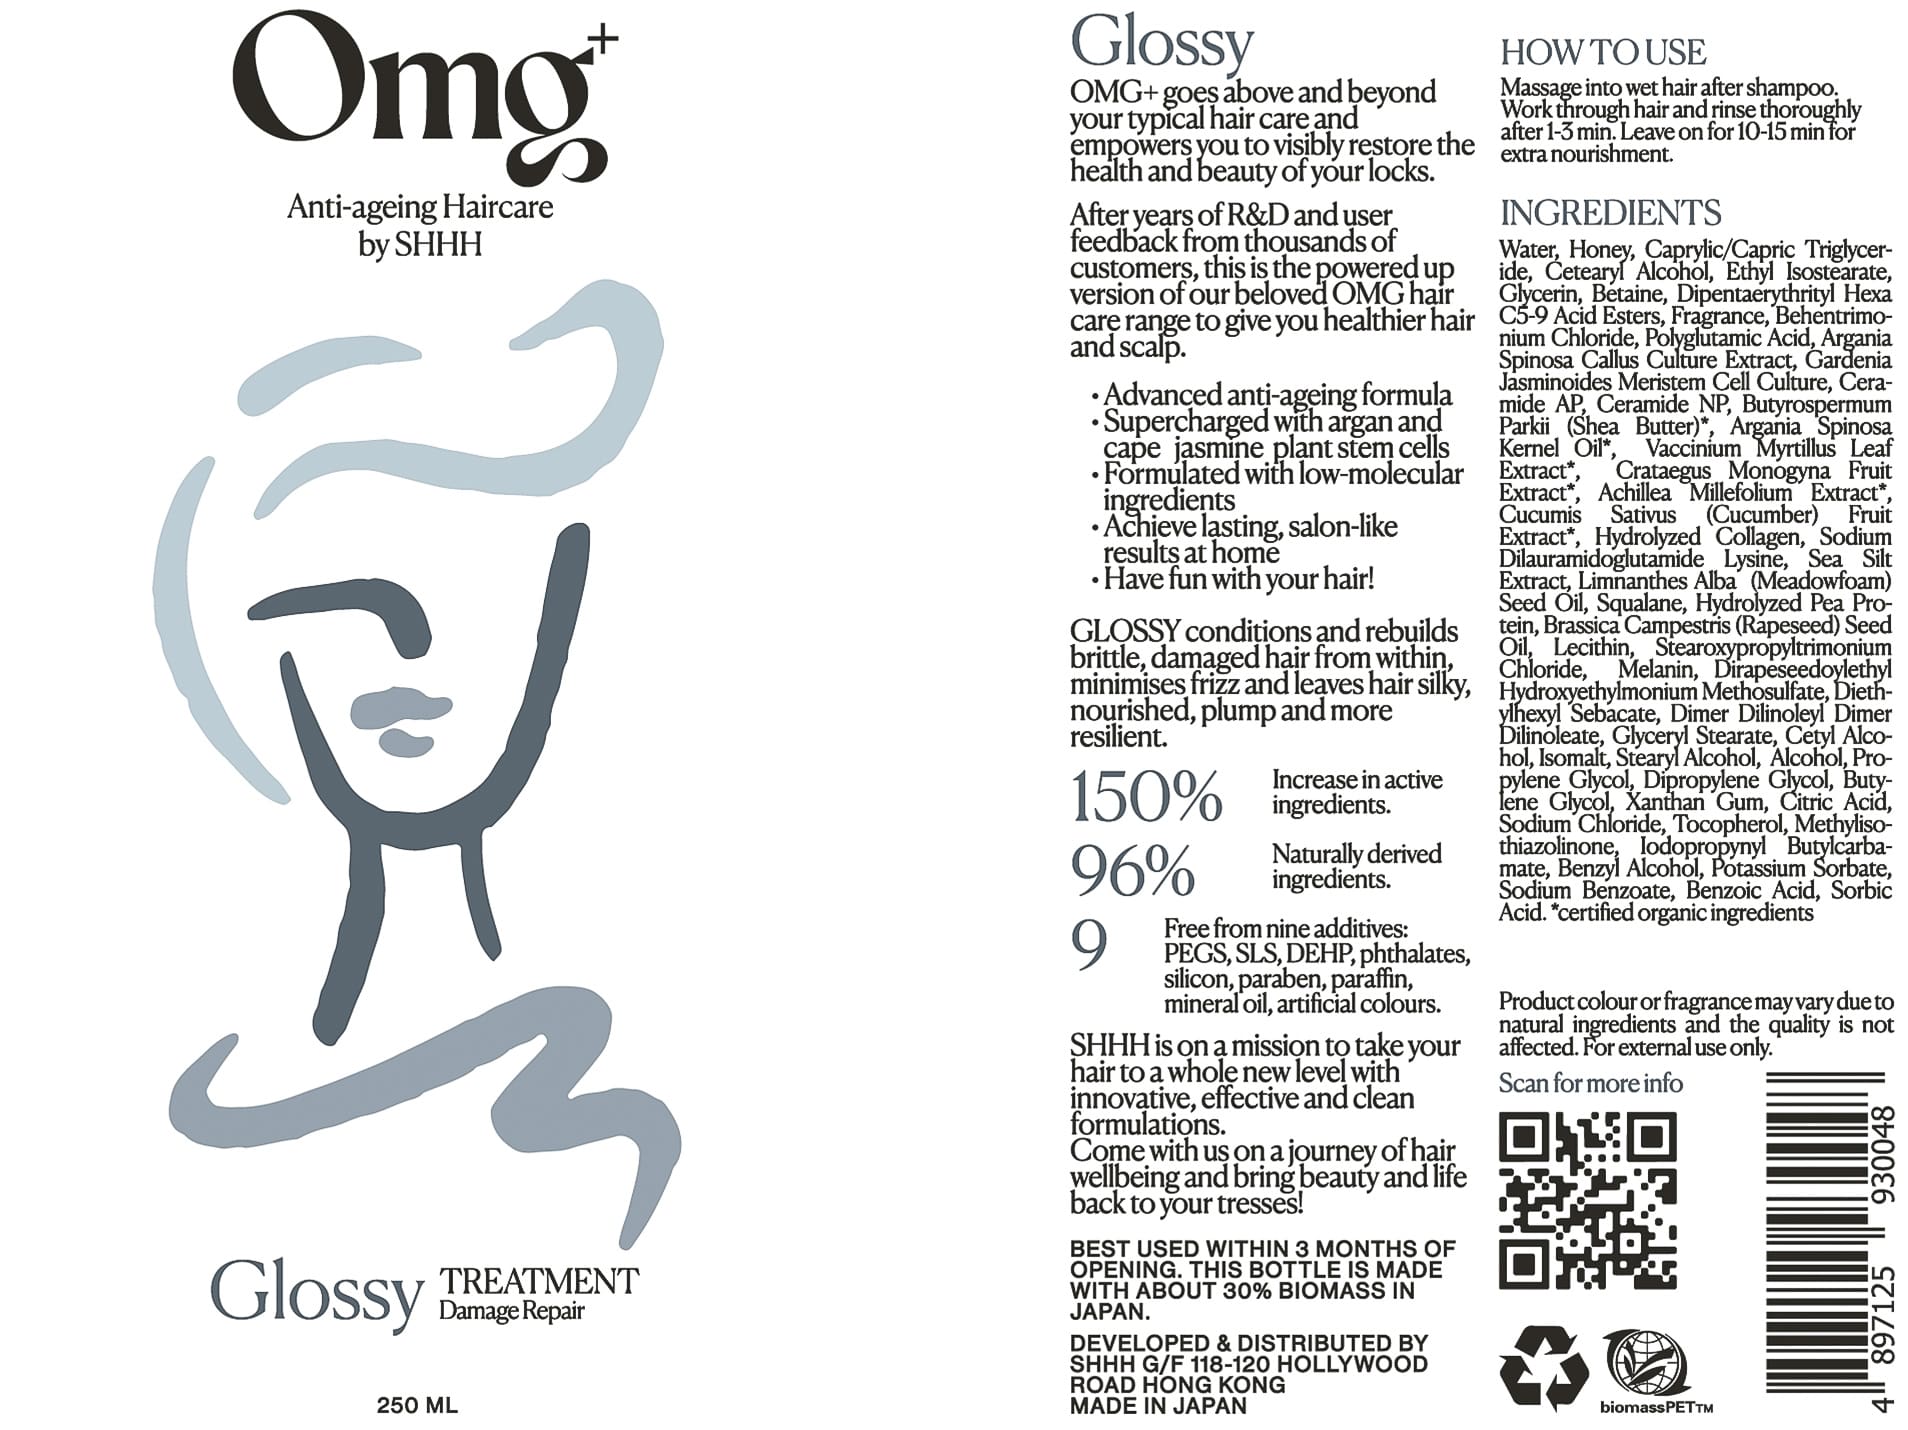 Omg+
Anti-ageing Haircare
by SHHH
Glossy TREATMENT
Damage Repair
250 ML
Glossy
OMG+ goes above and beyond
your typical hair care and
empowers you to visibly restore the
health and beauty of your locks.
After years of R&D and user
feedback from thousands of
customers, this is the powered up
version of our beloved OMG hair
care range to give you healthier hair
and scalp.
• Advanced anti-ageing formula
• Supercharged with argan and
cape jasmine plant stem cells
• Formulated with low-molecular
ingredients
• Achieve lasting, salon-like
results at home
• Have fun with your hair!
GLOSSY conditions and rebuilds
brittle, damaged hair from within,
minimises frizz and leaves hair silky,
nourished, plump and more
resilient.
150% Increase in active
ingredients.
96% Naturally derived
ingredients.
9 Free from nine additives:
PEGS, SLS, DEHP, phthalates,
silicon, paraben, paraffin,
mineral oil, artificial colours.
SHHH is on a mission to take your
hair to a whole new level with
innovative, effective and clean
formulations.
Come with us on a journey of hair
wellbeing and bring beauty and life
back to your tresses!
BEST USED WITHIN 3 MONTHS OF
OPENING. THIS BOTTLE IS MADE
WITH ABOUT 30% BIOMASS IN
JAPAN.
DEVELOPED & DISTRIBUTED BY
SHHH G/F 118-120 HOLLYWOOD
ROAD HONG KONG
MADE IN JAPAN
HOW TO USE
Massage into wet hair after shampoo.
Work through hair and rinse thoroughly
after 1-3 min. Leave on for 10-15 min for
extra nourishment.
INGREDIENTS
Water, Honey, Caprylic/Capric Triglycer-
ide, Cetearyl Alcohol, Ethyl Isostearate,
Glycerin, Betaine, Dipentaerythrityl Hexa
C5-9 Acid Esters, Fragrance, Behentrimo-
nium Chloride, Polyglutamic Acid, Argania
Spinosa Callus Culture Extract, Gardenia
Jasminoides Meristem Cell Culture, Cera-
mide AP, Ceramide NP, Butyrospermum
Parkii (Shea Butter)*, Argania Spinosa
Kernel Oil*, Vaccinium Myrtillus Leaf
Extract*, Crataegus Monogyna Fruit
Extract*, Achillea Millefolium Extract*,
Cucumis Sativus (Cucumber) Fruit
Extract*, Hydrolyzed Collagen, Sodium
Dilauramidoglutamide Lysine, Sea Silt
Extract, Limnanthes Alba (Meadowfoam)
Seed Oil, Squalane, Hydrolyzed Pea Pro-
tein, Brassica Campestris (Rapeseed) Seed
Oil, Lecithin, Stearoxypropyltrimonium
Chloride, Melanin, Dirapeseedoylethyl
Hydroxyethylmonium Methosulfate, Dieth-
ylhexyl Sebacate, Dimer Dilinoleyl Dimer
Dilinoleate, Glyceryl Stearate, Cetyl Alco-
hol, Isomalt, Stearyl Alcohol, Alcohol, Pro-
pylene Glycol, Dipropylene Glycol, Buty-
lene Glycol, Xanthan Gum, Citric Acid,
Sodium Chloride, Tocopherol, Methyliso-
thiazolinone, Iodopropynyl Butylcarba-
mate, Benzyl Alcohol, Potassium Sorbate,
Sodium Benzoate, Benzoic Acid, Sorbic
Acid. *certified organic ingredients
Product colour or fragrance may vary due to
natural ingredients and the quality is not
affected. For external use only.
Scan for more info
biomassPET™
4 897125 930048